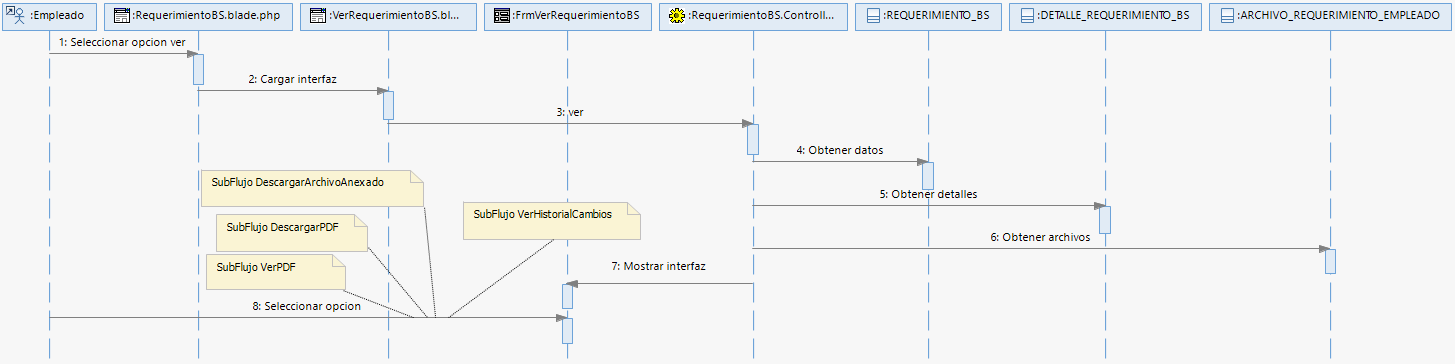 :Empleado
:RequerimientoBS.blade.php
:VerRequerimientoBS.bl...
:FrmVerRequerimientoBS
:RequerimientoBS.Controll...
:REQUERIMIENTO_BS
:DETALLE_REQUERIMIENTO_BS
:ARCHIVO_REQUERIMIENTO_EMPLEADO
1: Seleccionar opcion ver
2: Cargar interfaz
3: ver
4: Obtener datos
SubFlujo DescargarArchivoAnexado
5: Obtener detalles
SubFlujo VerHistorialCambios
SubFlujo DescargarPDF
6: Obtener archivos
SubFlujo VerPDF
7: Mostrar interfaz
8: Seleccionar opcion